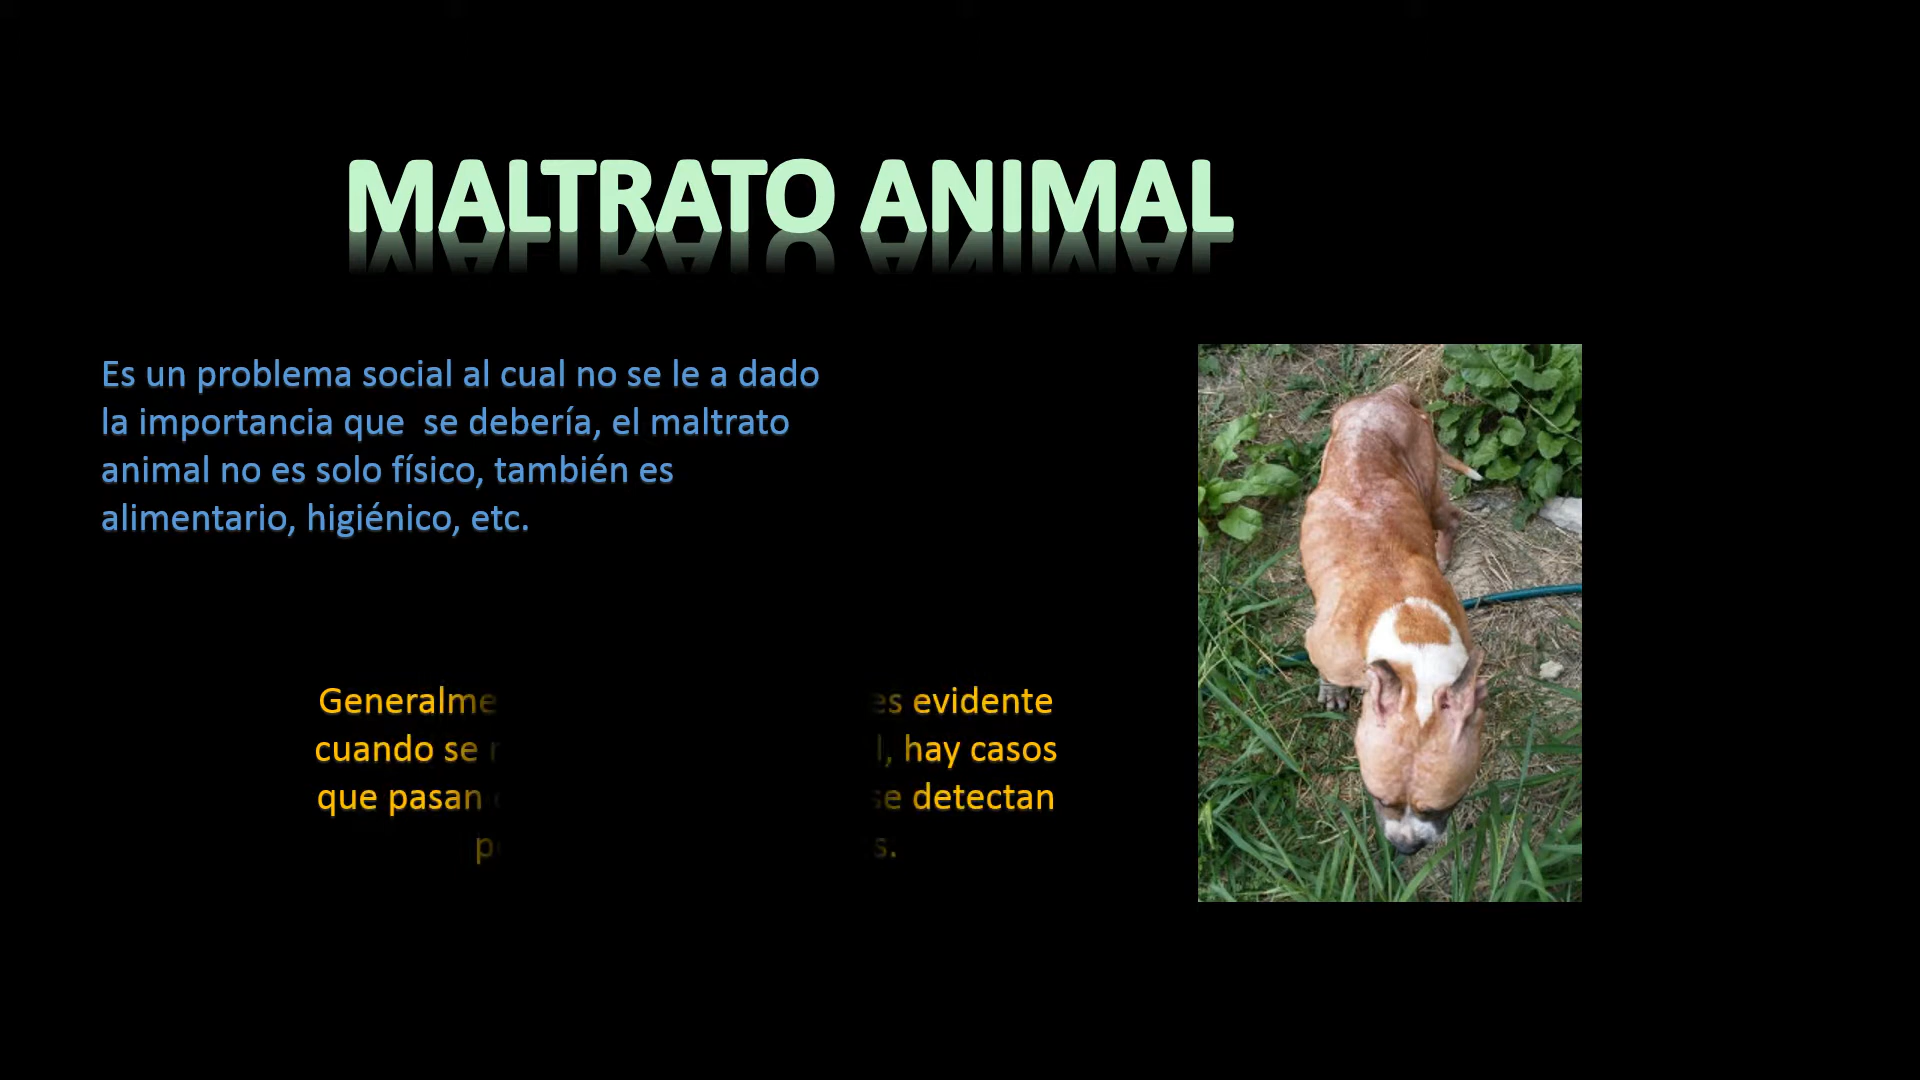 MALTRATO ANIMAL
Es un problema social al cual no se le a dado
la importancia que se debería, el maltrato
animal no es solo físico, también es
alimentario, higiénico, etc.
es evidente
cuando se hay casos
que pasan se detectan